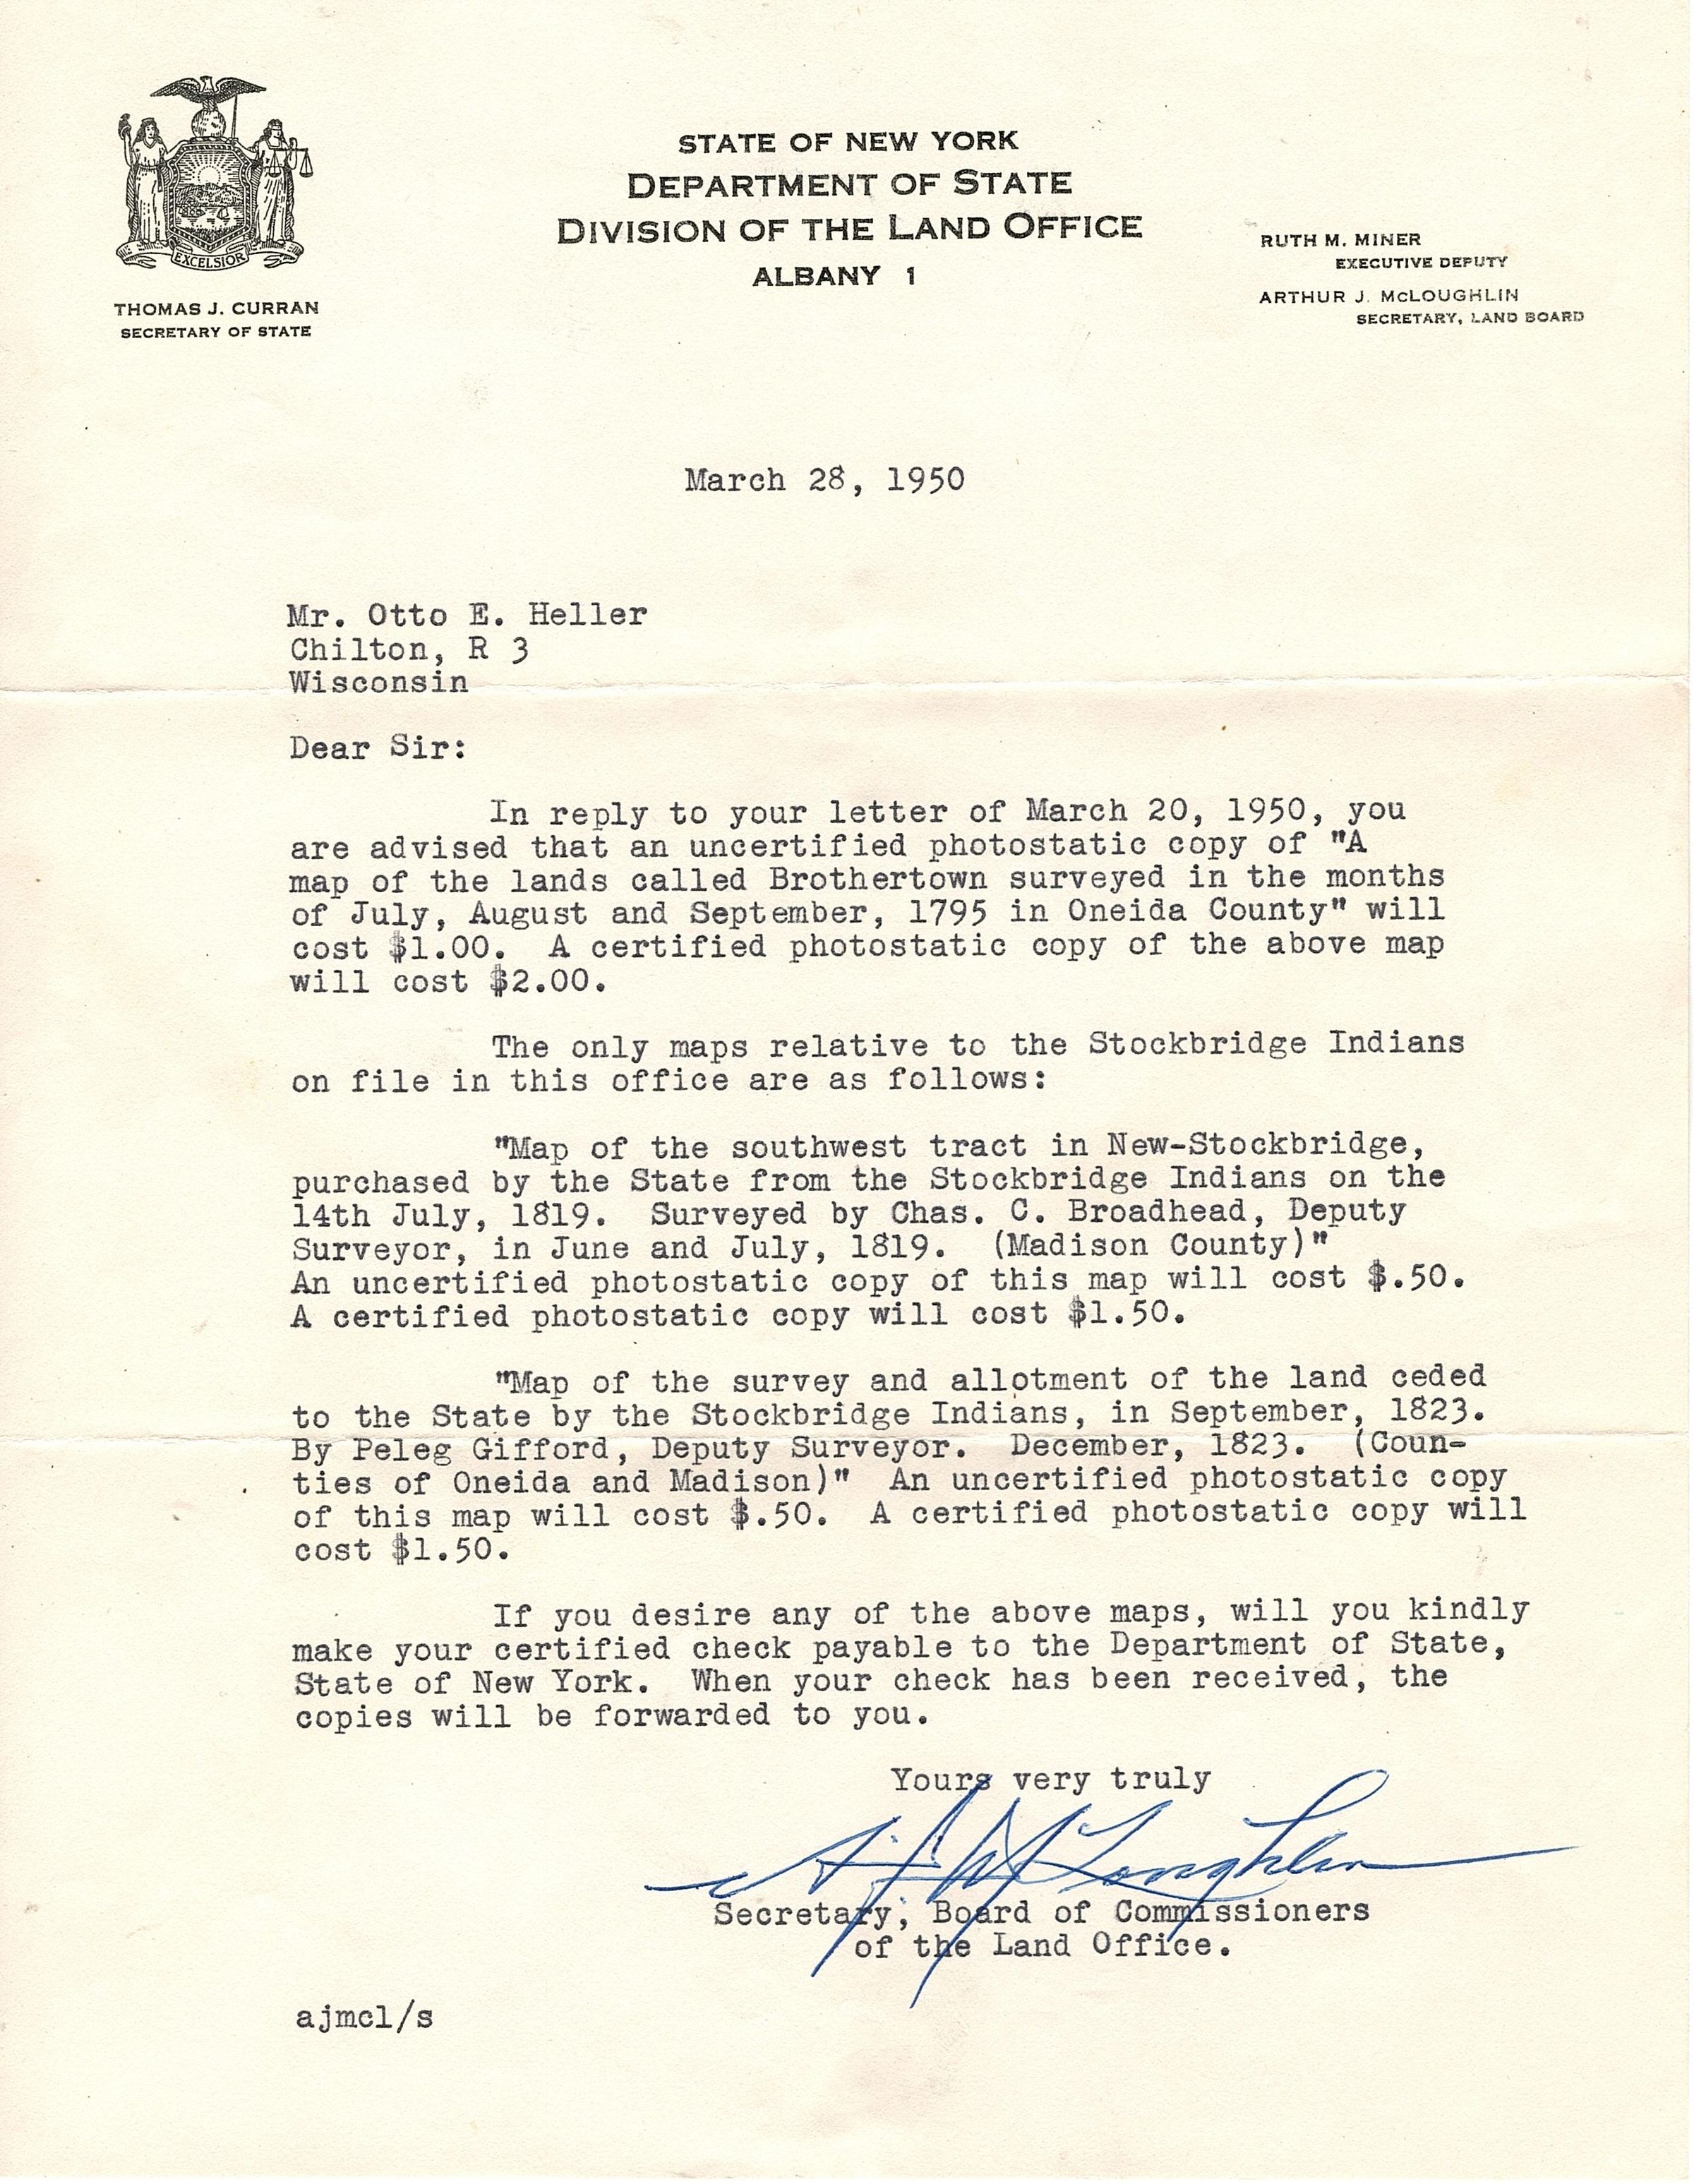 EXCELSIOR
THOMAS J. CURRAN
SECRETARY OF STATE
STATE OF NEW YORK
DEPARTMENT OF STATE
DIVISION OF THE LAND OFFICE
ALBANY 1
RUTH M. MINER
EXECUTIVE DEPUTY
ARTHUR J. McLOUGHLIN
SECRETARY, LAND BOARD
March 28, 1950
Mr. Otto E. Heller
Chilton, R 3
Wisconsin
Dear Sir:
In reply to your letter of March 20, 1950, you
are advised that an uncertified photostatic copy of "A
map of the lands called Brothertown surveyed in the months
of July, August and September, 1795 in Oneida County" will
cost $1.00. A certified photostatic copy of the above map
will cost $2.00.
The only maps relative to the Stockbridge Indians
on file in this office are as follows:
"Map of the southwest tract in New-Stockbridge,
purchased by the State from the Stockbridge Indians on the
14th July, 1819. Surveyed by Chas. C. Broadhead, Deputy
Surveyor, in June and July, 1819. (Madison County)"
An uncertified photostatic copy of this map will cost $.50.
A certified photostatic copy will cost $1.50.
"Map of the survey and allotment of the land ceded
to the State by the Stockbridge Indians, in September, 1823.
By Peleg Gifford, Deputy Surveyor. December, 1823. (Coun-
ties of Oneida and Madison)" An uncertified photostatic copy
of this map will cost $.50. A certified photostatic copy will
cost $1.50.
If you desire any of the above maps, will you kindly
make your certified check payable to the Department of State,
State of New York. When your check has been received, the
copies will be forwarded to you.
Yours very truly
A. J. McLoughlin
Secretary, Board of Commissioners
of the Land Office.
ajmcl/s